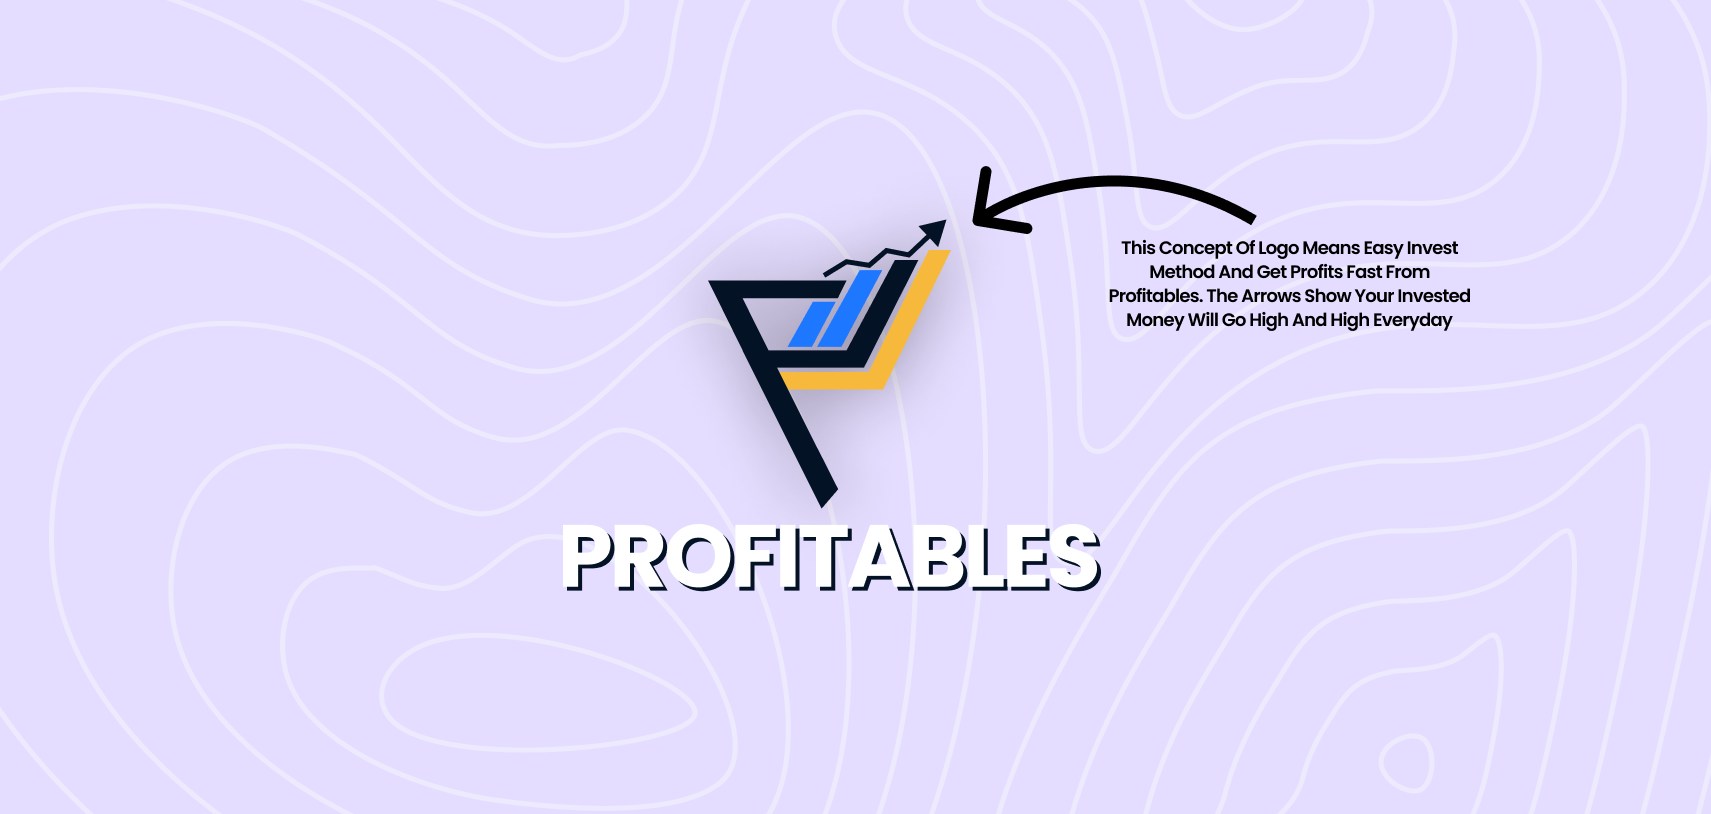 This Concept Of Logo Means Easy Invest
Method And Get Profits Fast From
Profitables. The Arrows Show Your Invested
Money Will Go High And High Everyday
PROFITABLES